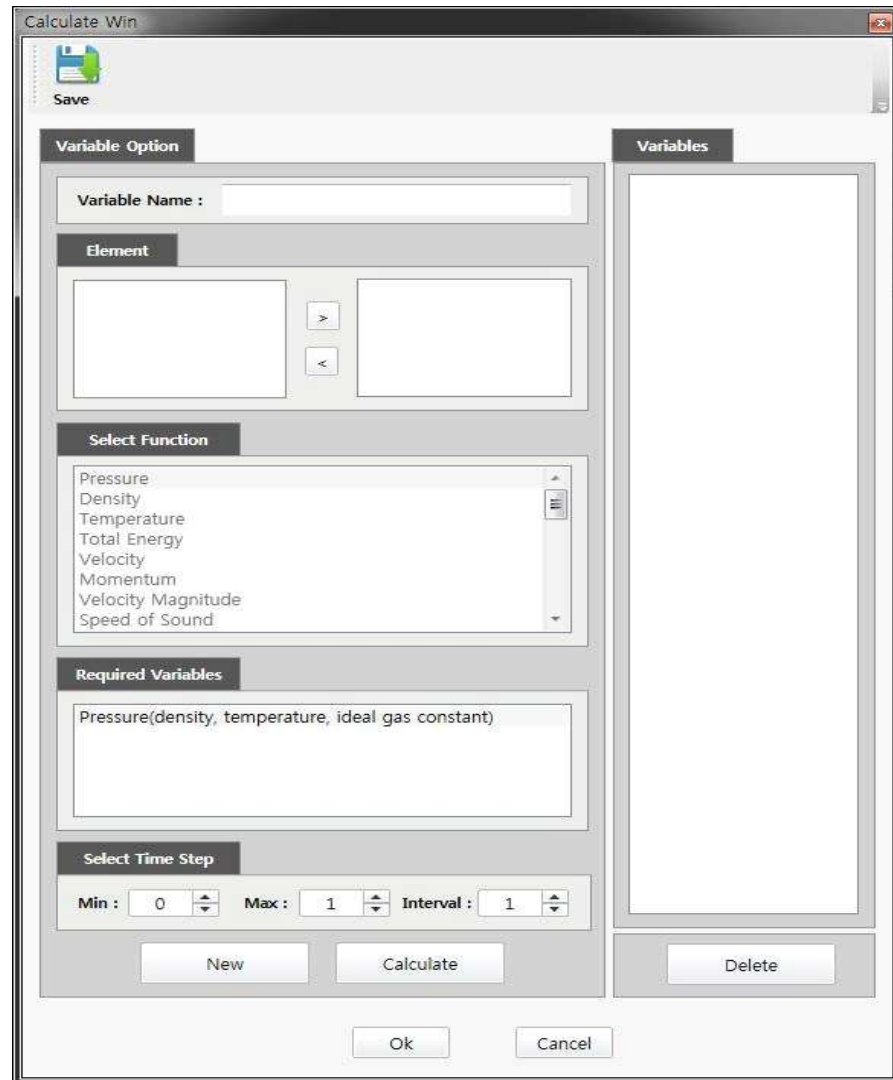 Calculate Win
Save
Variable Option
Variable Name :
Element
>
<
Select Function
Pressure
Density
Temperature
Total Energy
Velocity
Momentum
Velocity Magnitude
Speed of Sound
Required Variables
Pressure(density, temperature, ideal gas constant)
Select Time Step
Min : 0 Max : 1 Interval : 1
New Calculate
Variables
Delete
Ok Cancel